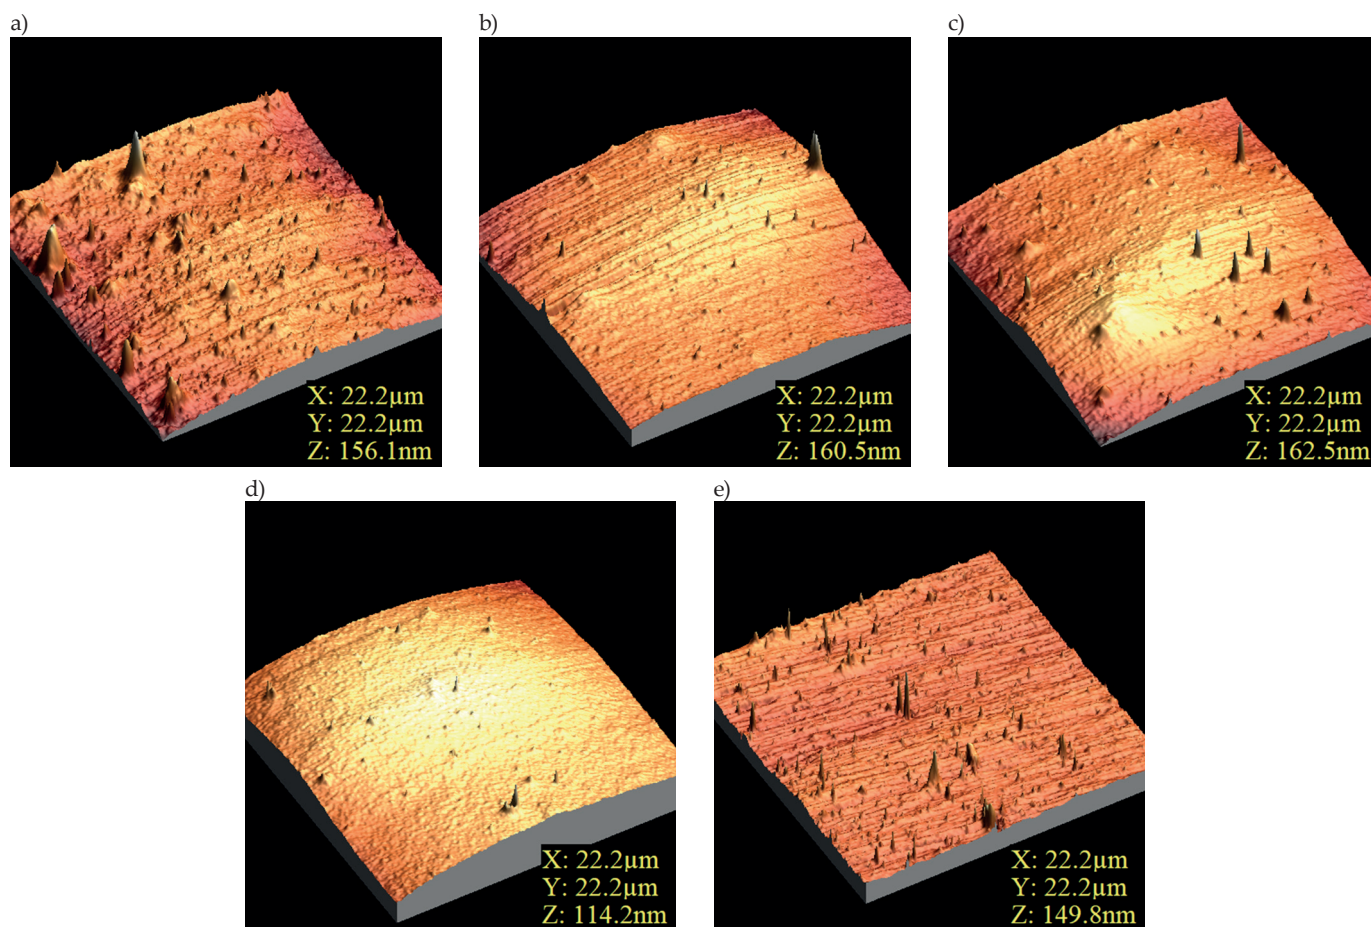 a)
b)
c)
X: 22.2µm
Y: 22.2µm
Z: 156.1nm
X: 22.2µm
Y: 22.2µm
Z: 160.5nm
X: 22.2µm
Y: 22.2µm
Z: 162.5nm
d)
e)
X: 22.2µm
Y: 22.2µm
Z: 114.2nm
X: 22.2µm
Y: 22.2µm
Z: 149.8nm